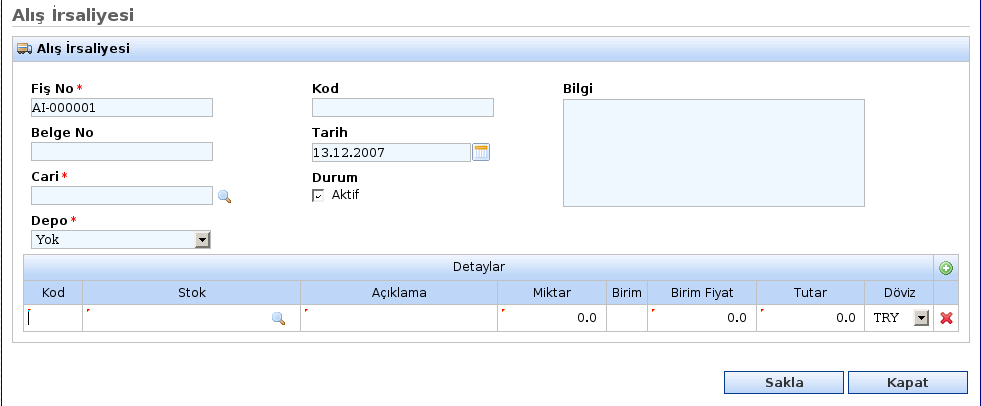 Alış İrsaliyesi
Alış İrsaliyesi
Fiş No * Kod Bilgi
AI-000001
Belge No Tarih
13.12.2007
Cari * Durum
Aktif
Depo *
Yok
Detaylar
Kod Stok Açıklama Miktar Birim Birim Fiyat Tutar Döviz
0.0 0.0 0.0 TRY
Sakla Kapat